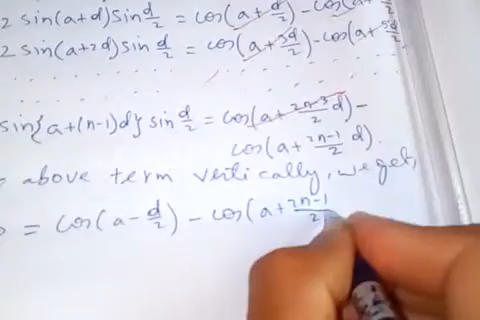 2 sin(a+d) sin d/2 = cos(a+d/2) - cos(a+3d/2
2 sin(a+2d) sin d/2 = cos(a+3d/2) - cos(a+5d/2
. . . . . . . . . . . . . . . . . . . .
. . . . . . . . . . . . . . . . . . . .
sin{a+(n-1)d} sin d/2 = cos(a+ 2n-3/2 d) -
cos(a+ 2n-1/2 d).
above term vertically, we get,
= cos(a - d/2) - cos(a+ 2n-1/2